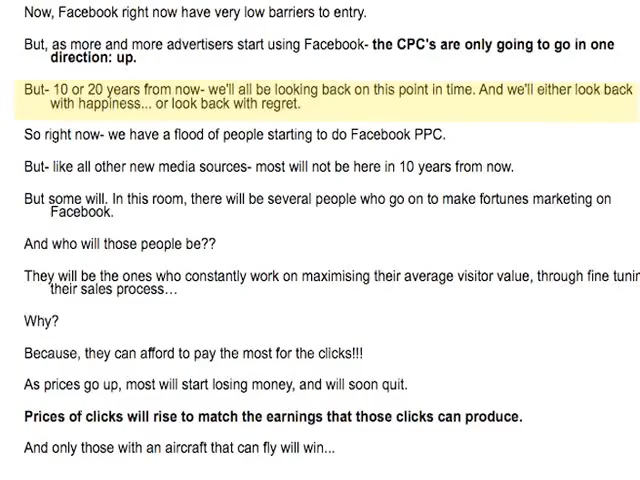 Now, Facebook right now have very low barriers to entry.
But, as more and more advertisers start using Facebook- the CPC's are only going to go in one
direction: up.
But- 10 or 20 years from now- we'll all be looking back on this point in time. And we'll either look back
with happiness... or look back with regret.
So right now- we have a flood of people starting to do Facebook PPC.
But- like all other new media sources- most will not be here in 10 years from now.
But some will. In this room, there will be several people who go on to make fortunes marketing on
Facebook.
And who will those people be??
They will be the ones who constantly work on maximising their average visitor value, through fine tunin
their sales process…
Why?
Because, they can afford to pay the most for the clicks!!!
As prices go up, most will start losing money, and will soon quit.
Prices of clicks will rise to match the earnings that those clicks can produce.
And only those with an aircraft that can fly will win...